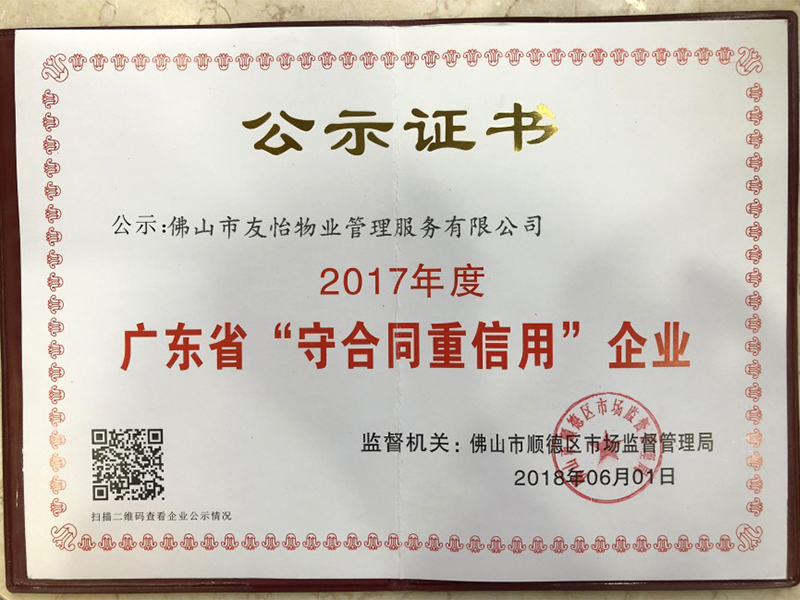 公示证书
公示:佛山市友怡物业管理服务有限公司
2017年度
广东省“守合同重信用”企业
监督机关:佛山市顺德区市场监督管理局
2018年06月01日
扫描二维码查看企业公示情况